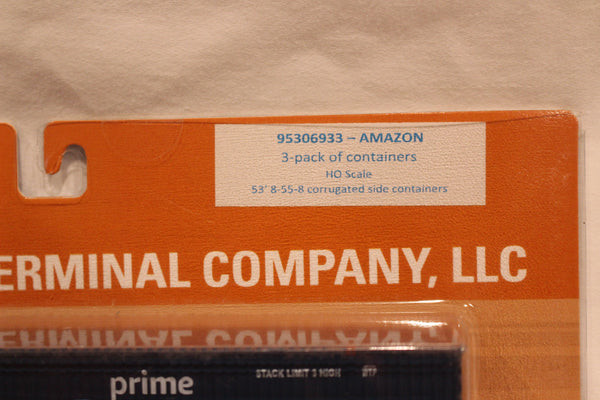 95306933 – AMAZON
3-pack of containers
HO Scale
53' 8-55-8 corrugated side containers
ERMINAL COMPANY, LLC
prime
STACK LIMIT 3 HIGH